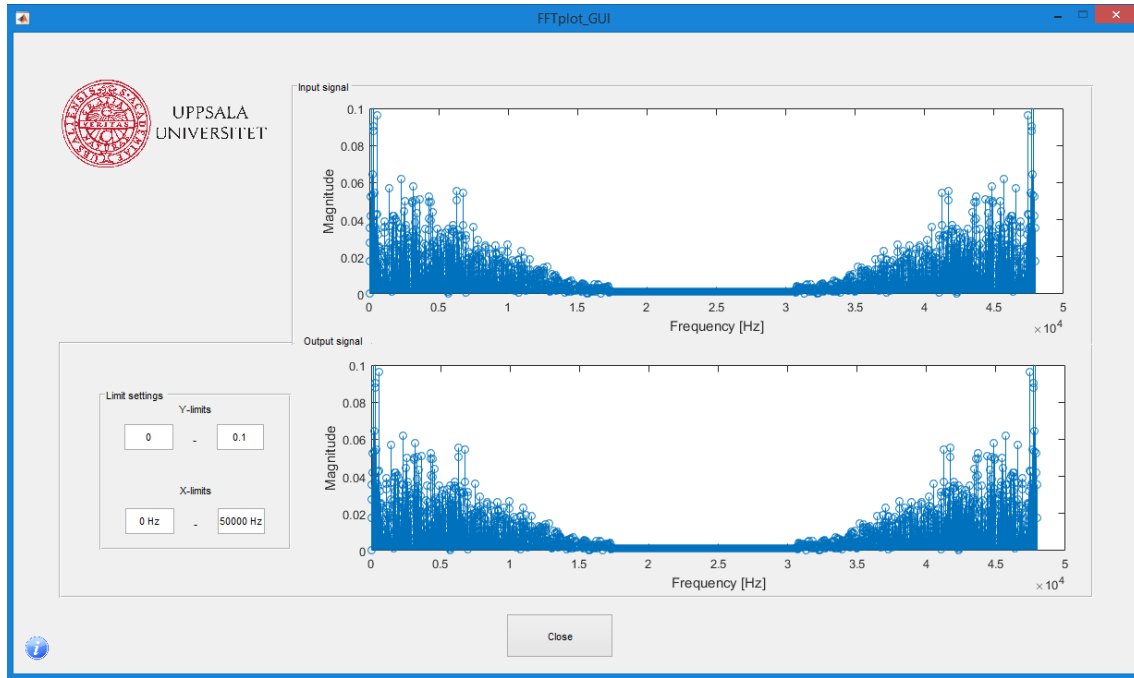 FFTplot_GUI
UPPSALA
UNIVERSITET
Input signal
0.1
0.08
0.06
0.04
0.02
0
Magnitude
0 0.5 1 1.5 2 2.5 3 3.5 4 4.5 5
Frequency [Hz]
×10⁴
Output signal
0.1
0.08
0.06
0.04
0.02
0
Magnitude
0 0.5 1 1.5 2 2.5 3 3.5 4 4.5 5
Frequency [Hz]
×10⁴
Limit settings
Y-limits
0 - 0.1
X-limits
0 Hz - 50000 Hz
Close
i